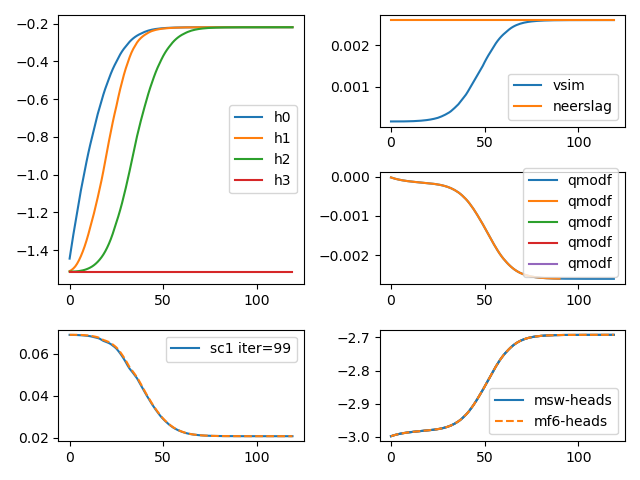 −0.2
−0.4
−0.6
−0.8
−1.0
−1.2
−1.4
0
50
100
h0
h1
h2
h3
0.002
0.001
0
50
100
vsim
neerslag
0.000
−0.001
−0.002
0
50
100
qmodf
qmodf
qmodf
qmodf
qmodf
0.06
0.04
0.02
0
50
100
sc1 iter=99
−2.7
−2.8
−2.9
−3.0
0
50
100
msw-heads
mf6-heads